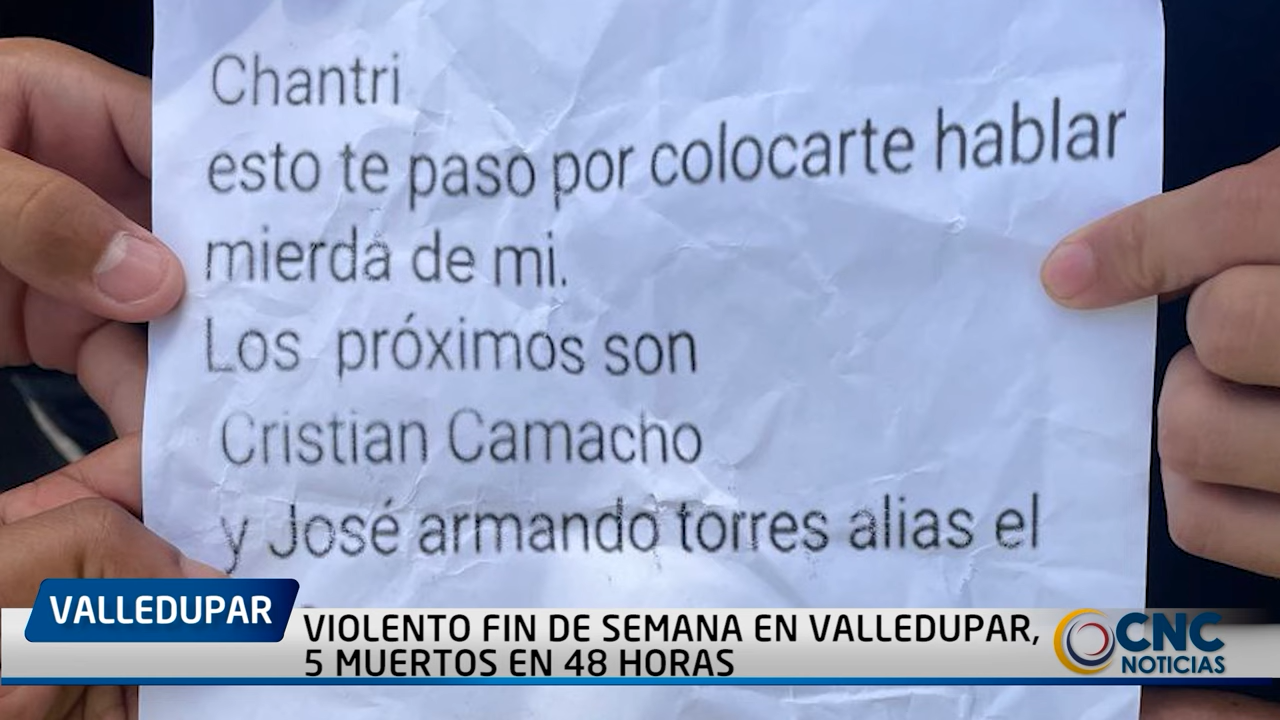 Chantri
esto te paso por colocarte hablar
mierda de mi.
Los próximos son
Cristian Camacho
y José armando torres alias el
VALLEDUPAR
VIOLENTO FIN DE SEMANA EN VALLEDUPAR,
5 MUERTOS EN 48 HORAS
CNC
NOTICIAS